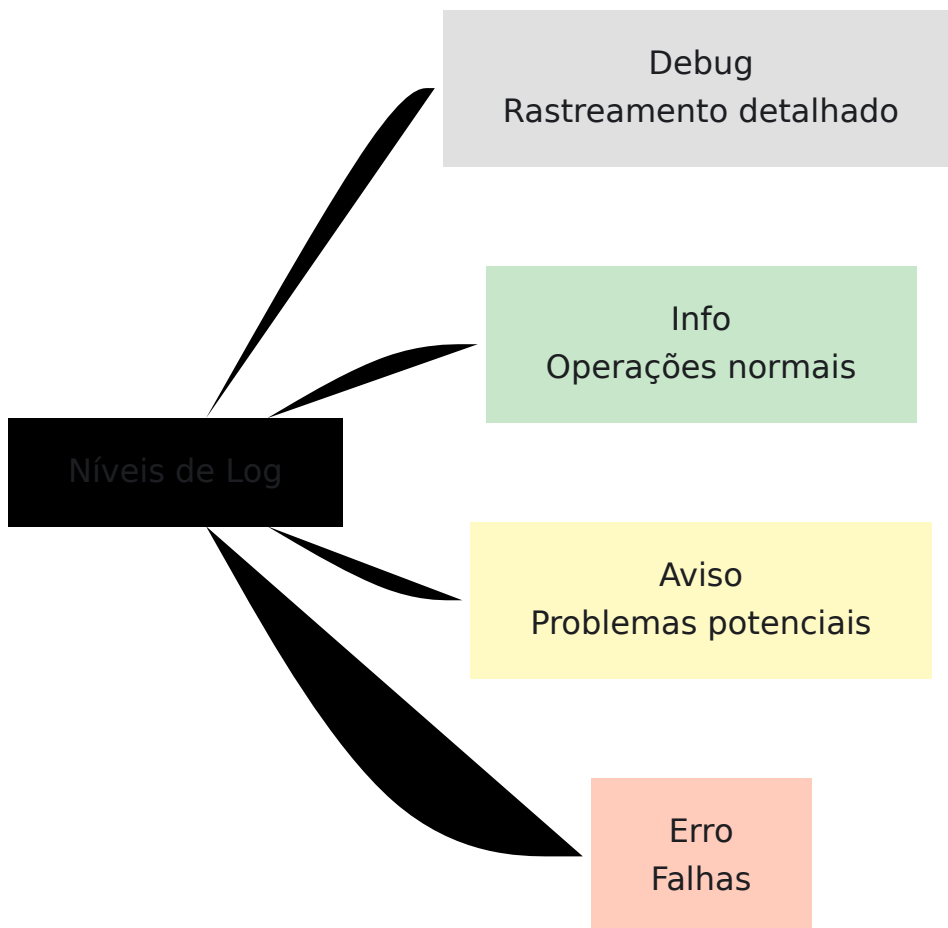 Debug
Rastreamento detalhado
Info
Operações normais
Níveis de Log
Aviso
Problemas potenciais
Erro
Falhas